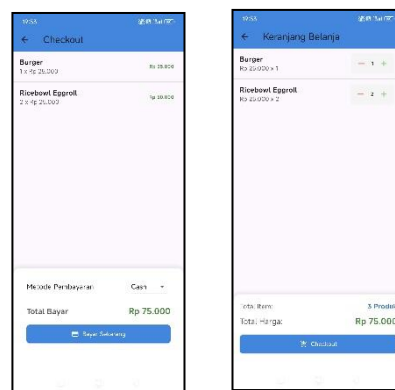 19:53
← Checkout
Burger
1 x Rp 25.000
Rp 25.000
Ricebowl Eggroll
2 x Rp 25.000
Rp 50.000
Metode Pembayaran Cash
Total Bayar Rp 75.000
Bayar Sekarang
19:53
← Keranjang Belanja
Burger
Rp 25.000 x 1
− 1 +
Ricebowl Eggroll
Rp 25.000 x 2
− 2 +
Total Item: 3 Produk
Total Harga: Rp 75.000
Checkout